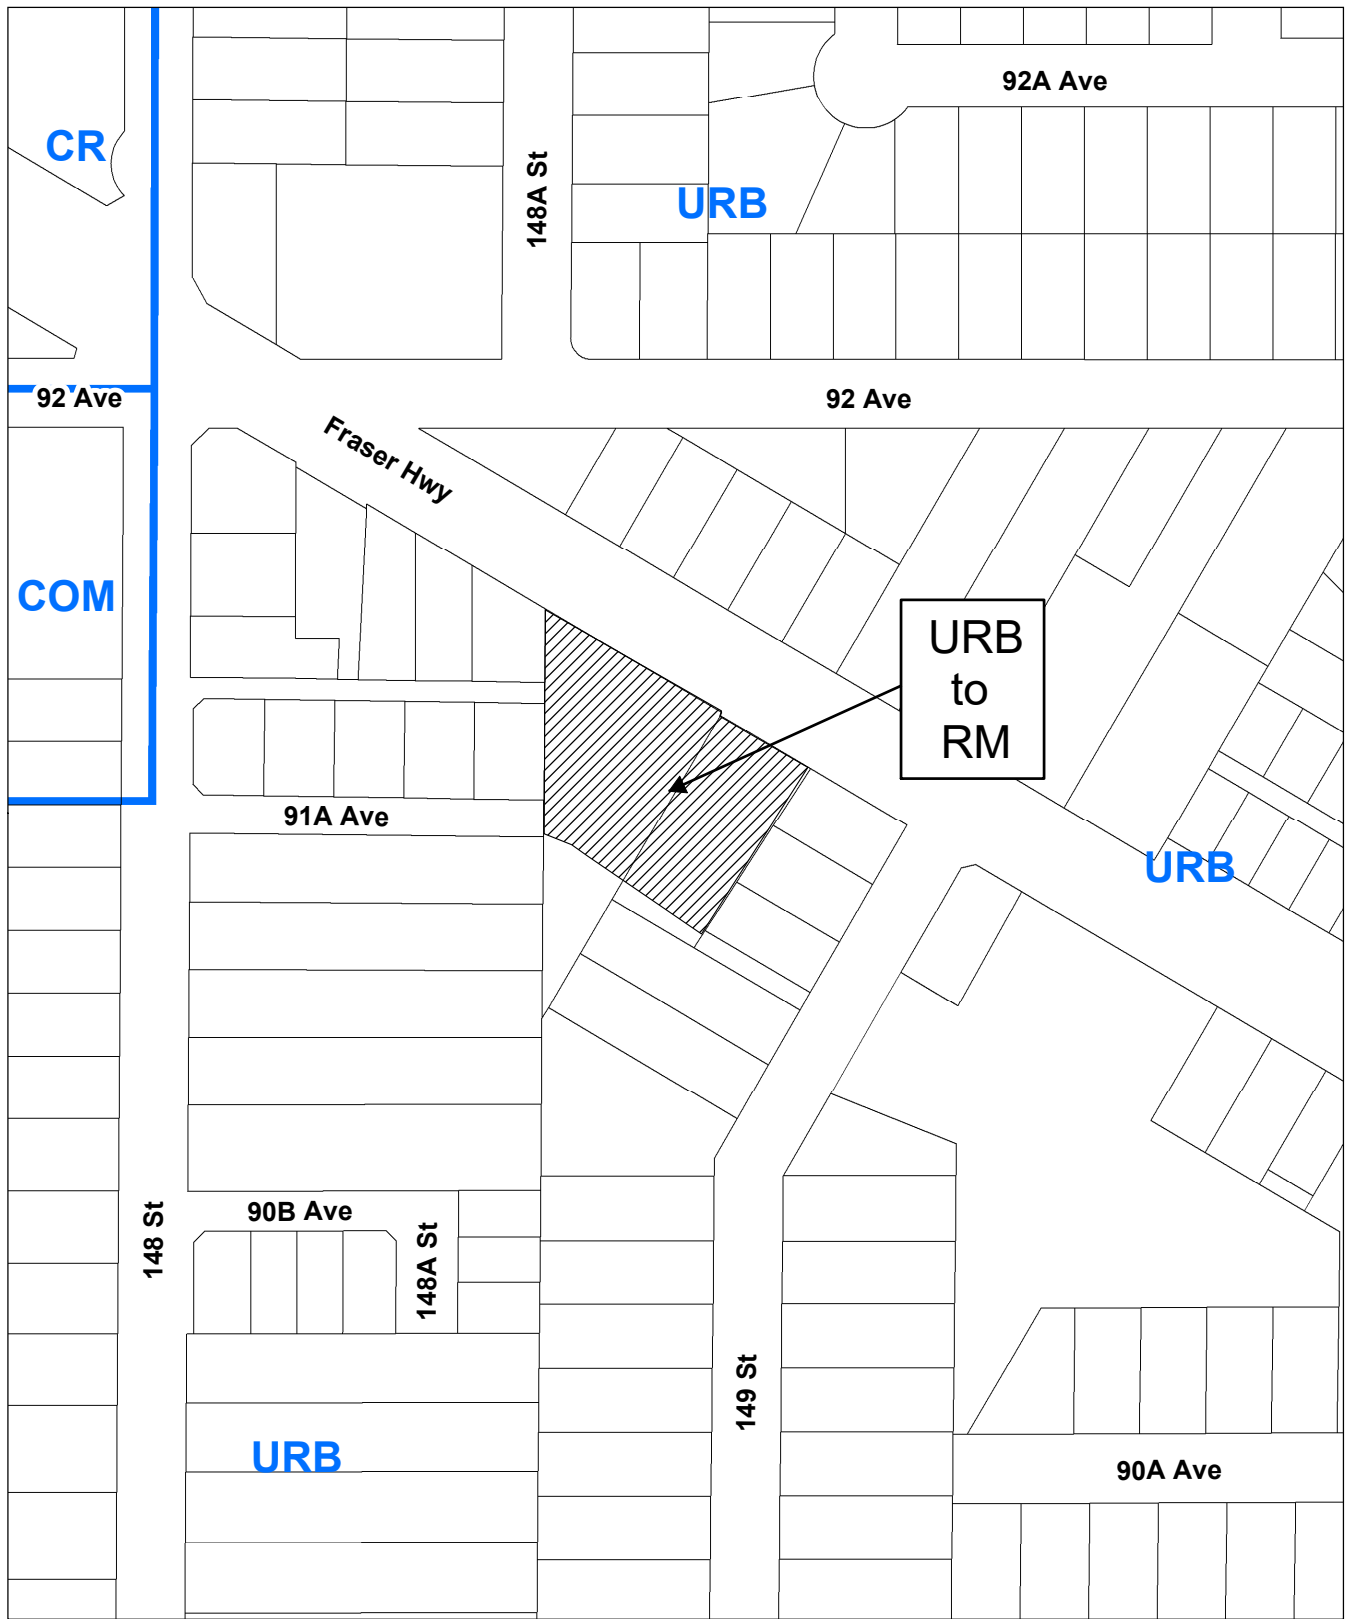 92A Ave
CR
148A St
URB
92 Ave
92 Ave
Fraser Hwy
COM
URB
to
RM
91A Ave
URB
90B Ave
148 St
148A St
149 St
URB
90A Ave